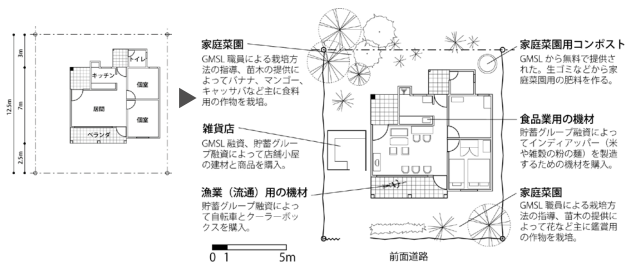 3m
12.5m
7m
2.5m
トイレ
キッチン
個室
居間
個室
ベランダ
家庭菜園
GMSL 職員による栽培方
法の指導、苗木の提供に
よってバナナ、マンゴー、
キャッサバなど主に食料
用の作物を栽培。
雑貨店
GMSL 融資、貯蓄グルー
プ融資によって店舗小屋
の建材と商品を購入。
漁業（流通）用の機材
貯蓄グループ融資によっ
て自転車とクーラーボッ
クスを購入。
家庭菜園用コンポスト
GMSL から無料で提供さ
れた。生ゴミなどから家
庭菜園用の肥料を作る。
食品業用の機材
貯蓄グループ融資によっ
てインディアッパー（米
や雑穀の粉の麺）を製造
するための機材を購入。
家庭菜園
GMSL 職員による栽培方
法の指導、苗木の提供に
よって花など主に鑑賞用
の作物を栽培。
0 1 5m
前面道路